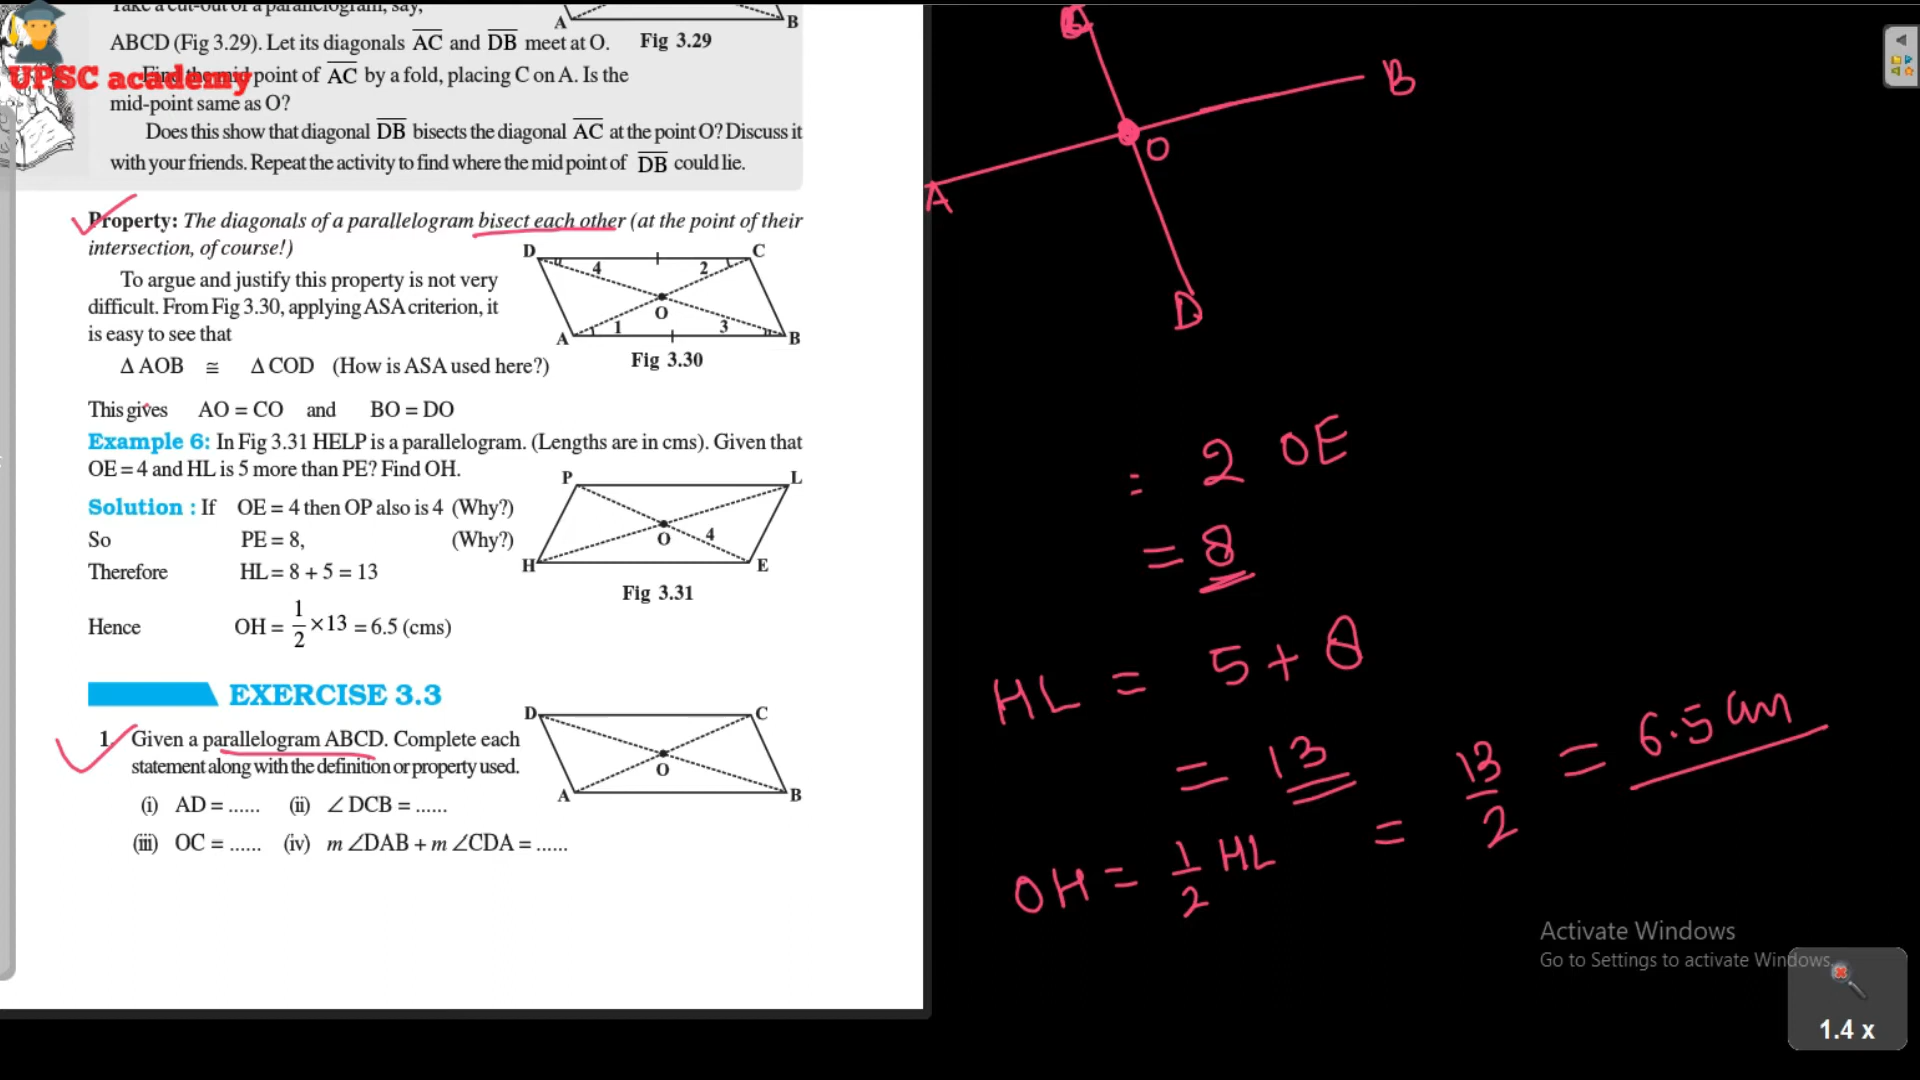 ABCD (Fig 3.29). Let its diagonals AC and DB meet at O. Fig 3.29
A B
UPSC academy
Find the mid point of AC by a fold, placing C on A. Is the
mid-point same as O?
Does this show that diagonal DB bisects the diagonal AC at the point O? Discuss it
with your friends. Repeat the activity to find where the mid point of DB could lie.
Property: The diagonals of a parallelogram bisect each other (at the point of their
intersection, of course!)
To argue and justify this property is not very
difficult. From Fig 3.30, applying ASA criterion, it
is easy to see that
Δ AOB ≅ Δ COD (How is ASA used here?)
D C
4 2
O
1 3
A B
Fig 3.30
This gives AO = CO and BO = DO
Example 6: In Fig 3.31 HELP is a parallelogram. (Lengths are in cms). Given that
OE = 4 and HL is 5 more than PE? Find OH.
Solution : If OE = 4 then OP also is 4 (Why?)
So PE = 8, (Why?)
Therefore HL = 8 + 5 = 13
Hence OH = 1/2 ×13 = 6.5 (cms)
P L
O 4
H E
Fig 3.31
EXERCISE 3.3
1. Given a parallelogram ABCD. Complete each
statement along with the definition or property used.
(i) AD = ...... (ii) ∠ DCB = ......
(iii) OC = ...... (iv) m ∠DAB + m ∠CDA = ......
D C
O
A B
B
O
A
D
= 2 OE
= 8
HL = 5 + 8
= 13
OH = 1/2 HL = 13/2 = 6.5 cm
Activate Windows
Go to Settings to activate Windows.
1.4 x